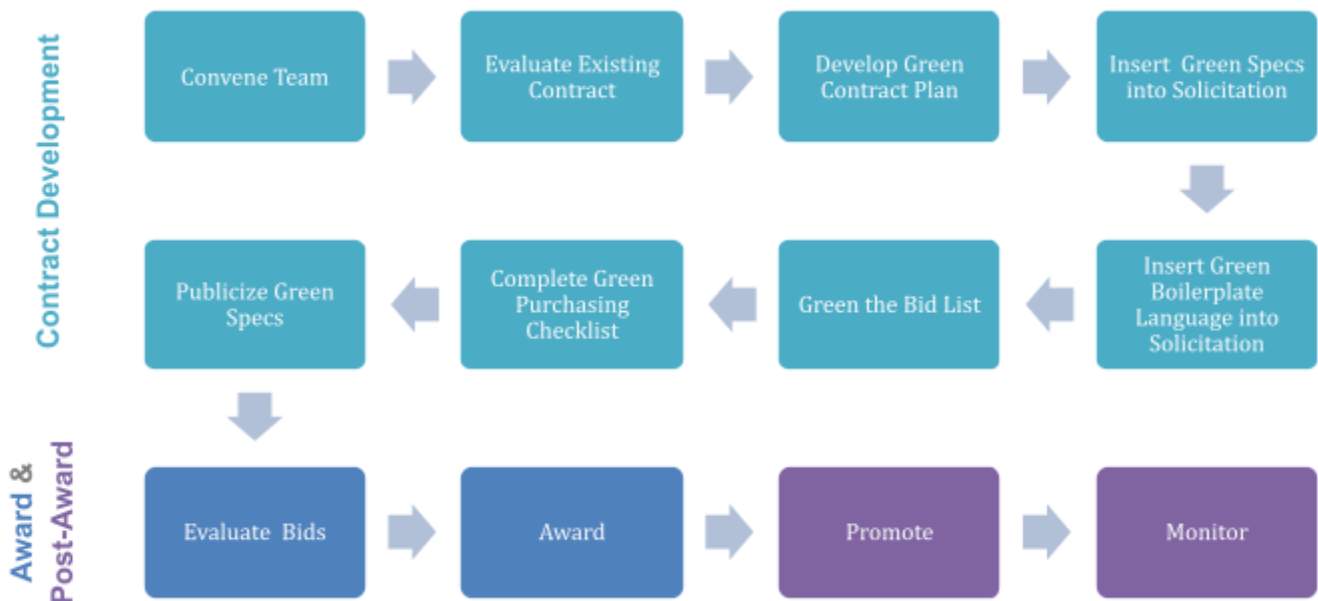 Contract Development
Convene Team
Evaluate Existing
Contract
Develop Green
Contract Plan
Insert Green Specs
into Solicitation
Insert Green
Boilerplate
Language into
Solicitation
Green the Bid List
Complete Green
Purchasing
Checklist
Publicize Green
Specs
Award &
Post-Award
Evaluate Bids
Award
Promote
Monitor